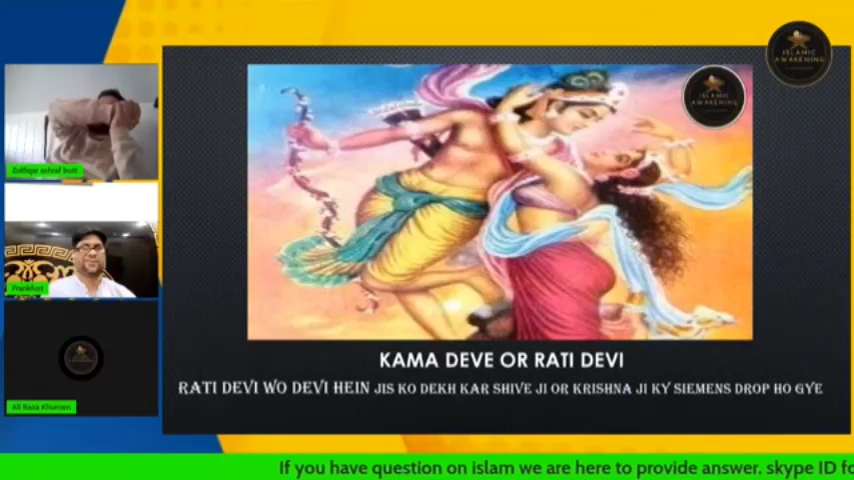 ISLAMIC
AWAKENING
ISLAMIC
AWAKENING
Zulfiqar ashraf butt
Frankfurt
Ali Raza Khurram
KAMA DEVE OR RATI DEVI
RATI DEVI WO DEVI HEIN JIS KO DEKH KAR SHIVE JI OR KRISHNA JI KY SIEMENS DROP HO GYE
If you have question on islam we are here to provide answer. skype ID fo